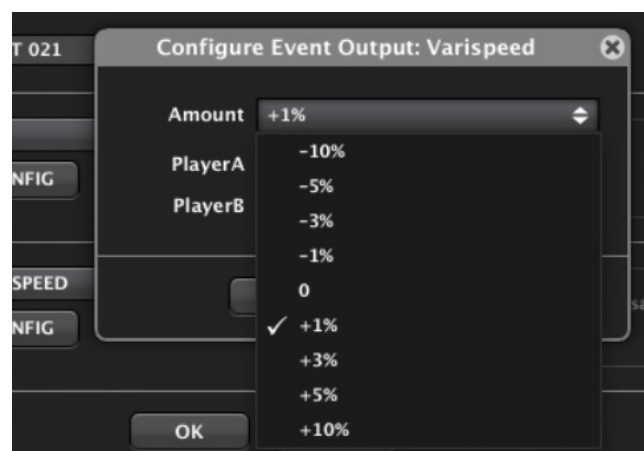 T 021
Configure Event Output: Varispeed
Amount +1%
-10%
PlayerA
NFIG
-5%
PlayerB
-3%
-1%
SPEED
0
NFIG
✓ +1%
+3%
+5%
OK
+10%